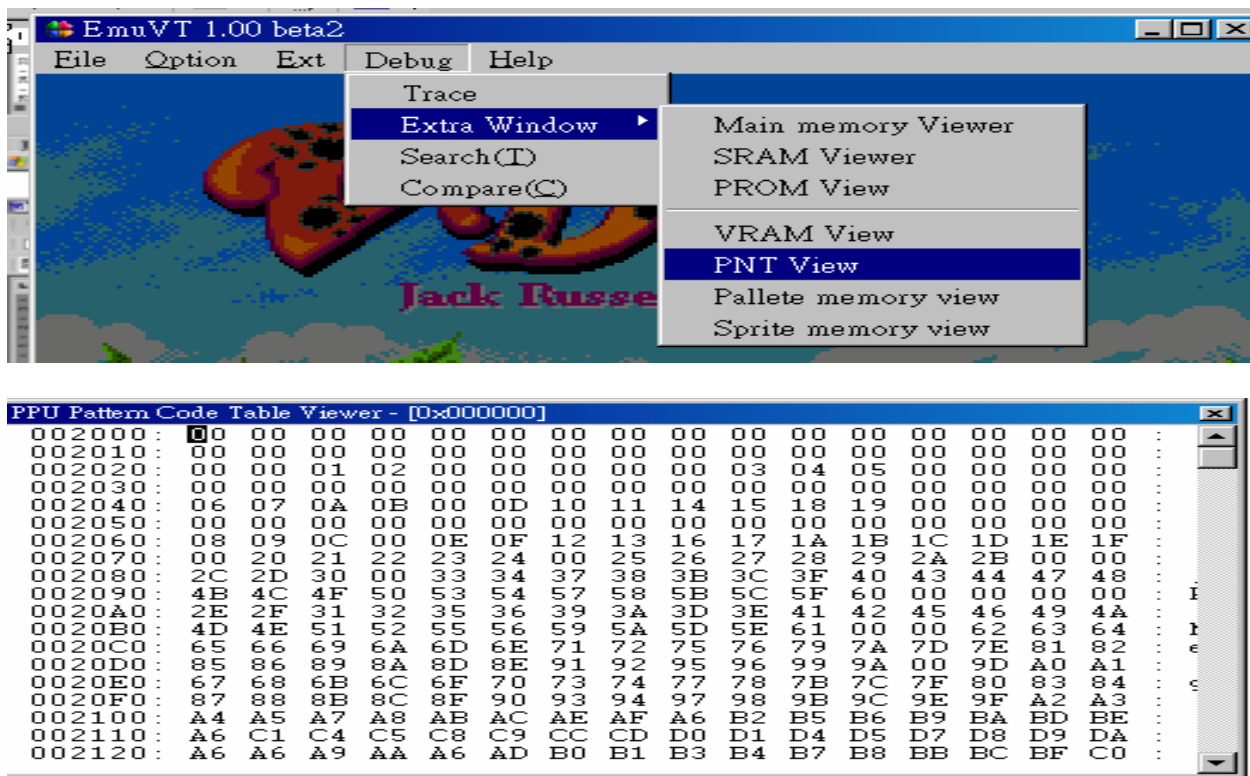 EmuVT 1.00 beta2
File Option Ext Debug Help
Trace
Extra Window
Search(T)
Compare(C)
Main memory Viewer
SRAM Viewer
PROM View
VRAM View
PNT View
Pallete memory view
Sprite memory view
Jack Russe
PPU Pattern Code Table Viewer - [0x000000]
002000: 00 00 00 00 00 00 00 00 00 00 00 00 00 00 00 00 :
002010: 00 00 00 00 00 00 00 00 00 00 00 00 00 00 00 00 :
002020: 00 00 01 02 00 00 00 00 00 03 04 05 00 00 00 00 :
002030: 00 00 00 00 00 00 00 00 00 00 00 00 00 00 00 00 :
002040: 06 07 0A 0B 00 0D 10 11 14 15 18 19 00 00 00 00 :
002050: 00 00 00 00 00 00 00 00 00 00 00 00 00 00 00 00 :
002060: 08 09 0C 00 0E 0F 12 13 16 17 1A 1B 1C 1D 1E 1F :
002070: 00 20 21 22 23 24 00 25 26 27 28 29 2A 2B 00 00 :
002080: 2C 2D 30 00 33 34 37 38 3B 3C 3F 40 43 44 47 48 :
002090: 4B 4C 4F 50 53 54 57 58 5B 5C 5F 60 00 00 00 00 :
0020A0: 2E 2F 31 32 35 36 39 3A 3D 3E 41 42 45 46 49 4A :
0020B0: 4D 4E 51 52 55 56 59 5A 5D 5E 61 00 00 62 63 64 :
0020C0: 65 66 69 6A 6D 6E 71 72 75 76 79 7A 7D 7E 81 82 : e
0020D0: 85 86 89 8A 8D 8E 91 92 95 96 99 9A 00 9D A0 A1 :
0020E0: 67 68 6B 6C 6F 70 73 74 77 78 7B 7C 7F 80 83 84 :
0020F0: 87 88 8B 8C 8F 90 93 94 97 98 9B 9C 9E 9F A2 A3 :
002100: A4 A5 A7 A8 AB AC AE AF A6 B2 B5 B6 B9 BA BD BE :
002110: A6 C1 C4 C5 C8 C9 CC CD D0 D1 D4 D5 D7 D8 D9 DA :
002120: A6 A6 A9 AA A6 AD B0 B1 B3 B4 B7 B8 BB BC BF C0 :